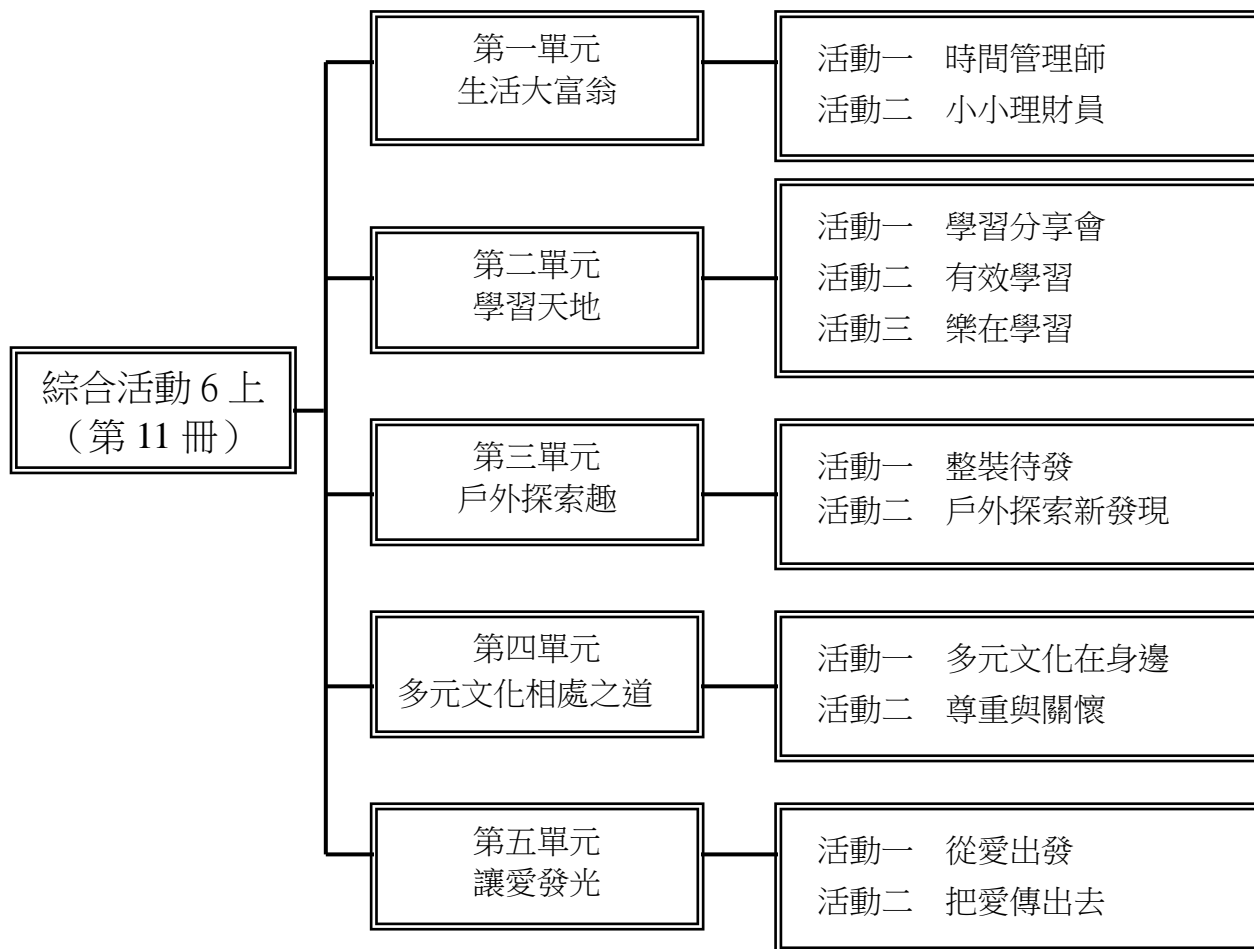 綜合活動 6 上
（第 11 冊）
第一單元
生活大富翁
活動一　時間管理師
活動二　小小理財員
第二單元
學習天地
活動一　學習分享會
活動二　有效學習
活動三　樂在學習
第三單元
戶外探索趣
活動一　整裝待發
活動二　戶外探索新發現
第四單元
多元文化相處之道
活動一　多元文化在身邊
活動二　尊重與關懷
第五單元
讓愛發光
活動一　從愛出發
活動二　把愛傳出去